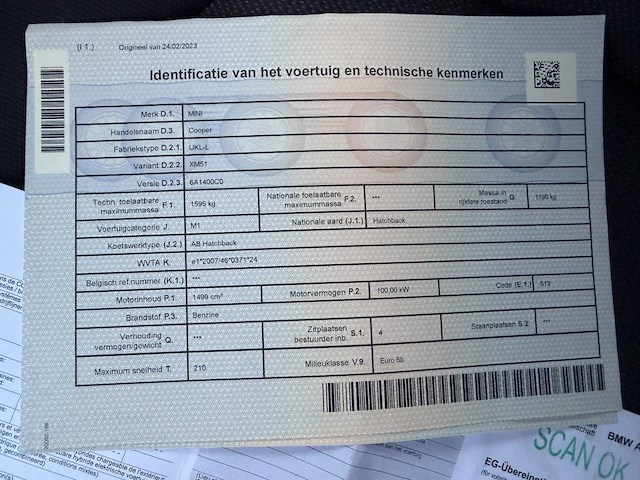 (i 1.) Origineel van 24/02/2023
Identificatie van het voertuig en technische kenmerken
Merk D.1. MINI
Handelsnaam D.3. Cooper
Fabriekstype D.2.1. UKL-L
Variant D.2.2. XM51
Versie D.2.3. 6A1400C0
Techn. toelaatbare maximummassa F.1. 1595 kg Nationale toelaatbare maximummassa F.2. *** Massa in rijklare toestand G. 1190 kg
Voertuigcategorie J. M1 Nationale aard (J.1.) Hatchback
Koetswerktype (J.2.) AB Hatchback
WVTA K. e1*2007/46*0371*24
Belgisch ref.nummer (K.1.) ***
Motorinhoud P.1. 1499 cm³ Motorvermogen P.2. 100.00 kW Code (E.1.) 513
Brandstof P.3. Benzine
Verhouding vermogen/gewicht Q. *** Zitplaatsen bestuurder inb. S.1. 4 Staanplaatsen S.2. ***
Maximum snelheid T. 210 Milieuklasse V.9. Euro 6b
BMW A
SCAN OK
EG-Überein